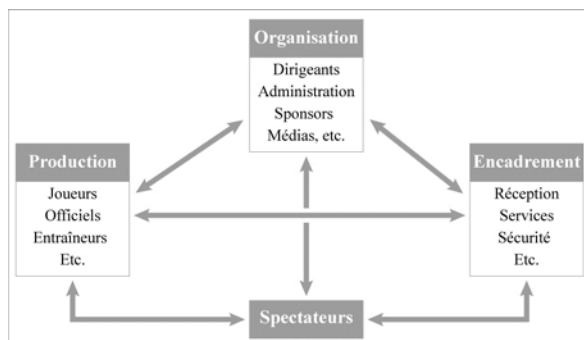 Organisation
Dirigeants
Administration
Sponsors
Médias, etc.
Production
Joueurs
Officiels
Entraîneurs
Etc.
Encadrement
Réception
Services
Sécurité
Etc.
Spectateurs